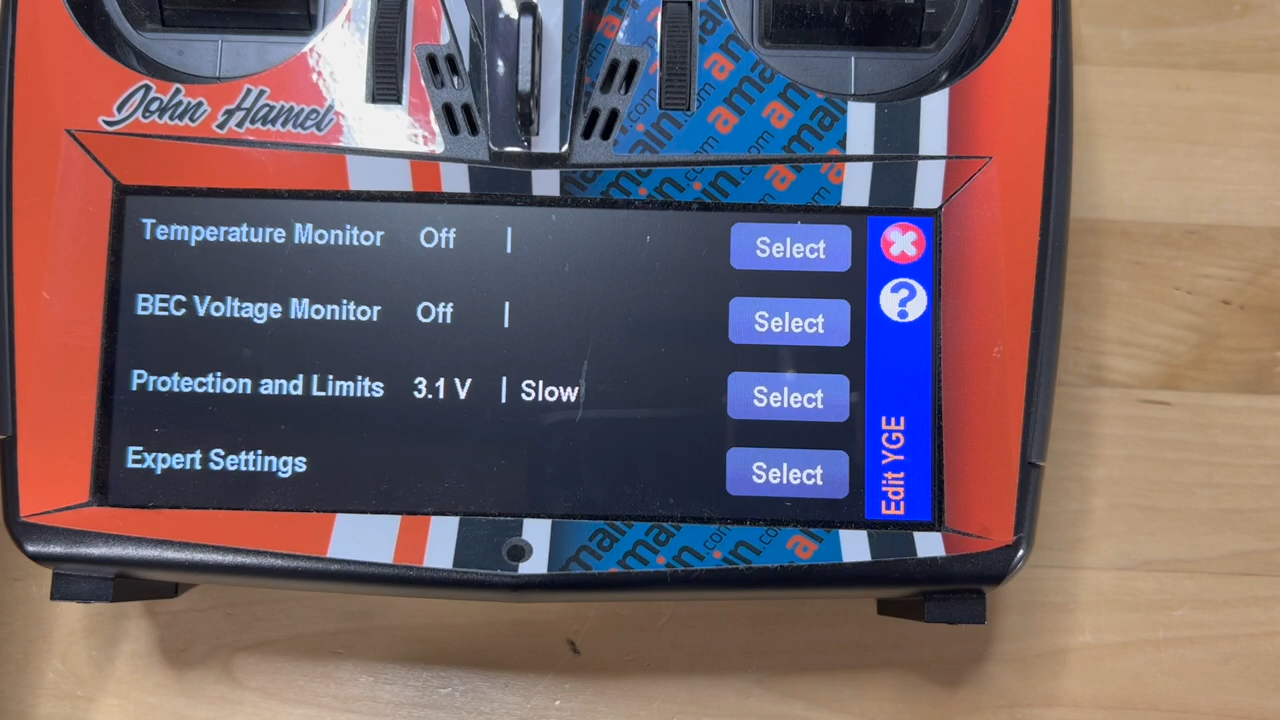 John Hamel
Temperature Monitor Off | Select
BEC Voltage Monitor Off | Select
Protection and Limits 3.1 V | Slow Select
Expert Settings Select
Edit YGE
?
amain.com
amain.com